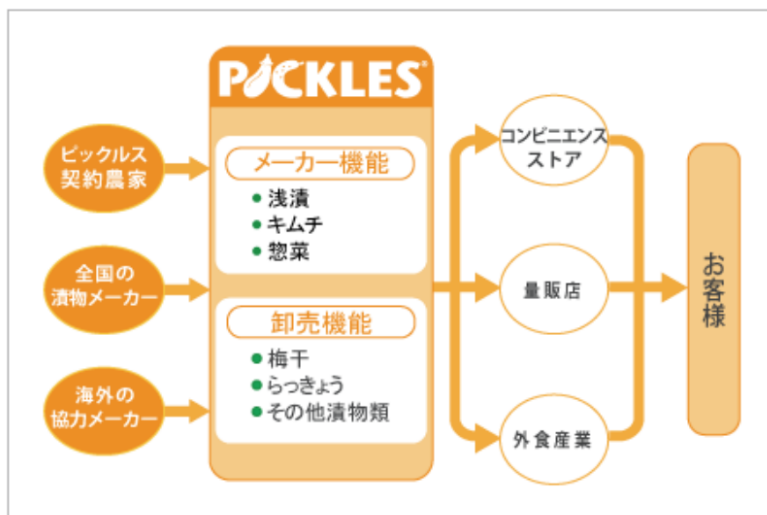 PICKLES®
ピックルス
契約農家
全国の
漬物メーカー
海外の
協力メーカー
メーカー機能
● 浅漬
● キムチ
● 惣菜
卸売機能
● 梅干
● らっきょう
● その他漬物類
コンビニエンス
ストア
量販店
外食産業
お客様